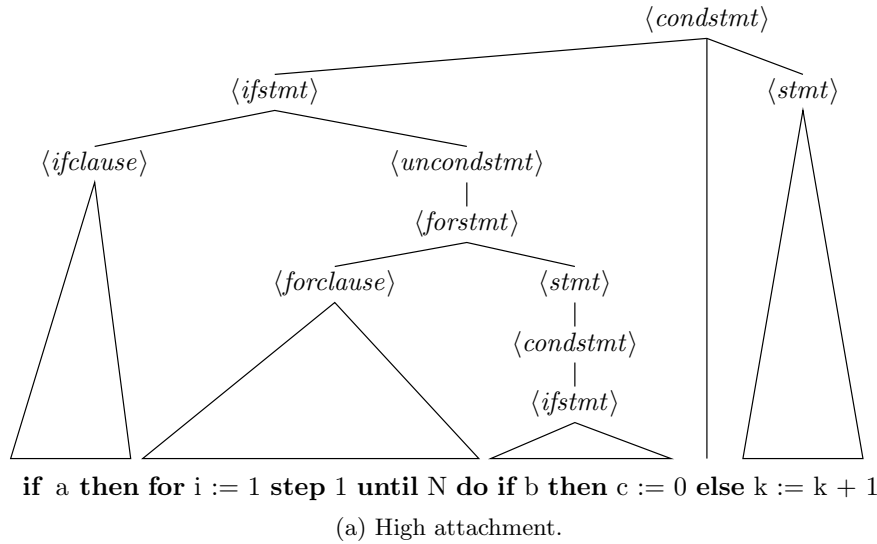 ⟨condstmt⟩
⟨ifstmt⟩ ⟨stmt⟩
⟨ifclause⟩ ⟨uncondstmt⟩
⟨forstmt⟩
⟨forclause⟩ ⟨stmt⟩
⟨condstmt⟩
⟨ifstmt⟩
if a then for i := 1 step 1 until N do if b then c := 0 else k := k + 1
(a) High attachment.